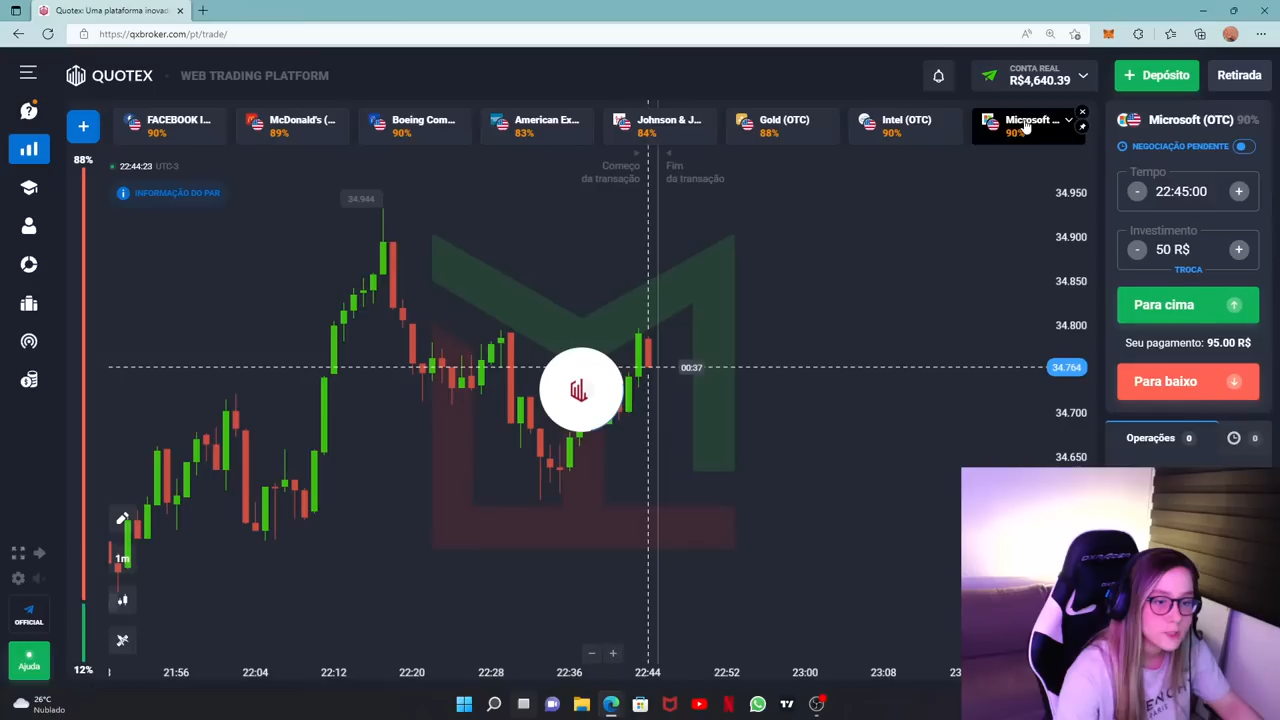 Quotex: Uma plataforma inovad
https://qxbroker.com/pt/trade/
QUOTEX
WEB TRADING PLATFORM
CONTA REAL
R$4,640.39
Depósito
Retirada
FACEBOOK I...
90%
McDonald's (...
89%
Boeing Com...
90%
American Ex...
83%
Johnson & J...
84%
Gold (OTC)
88%
Intel (OTC)
90%
Microsoft ...
90%
Microsoft (OTC) 90%
NEGOCIAÇÃO PENDENTE
Tempo
- 22:45:00 +
Investimento
- 50 R$ +
TROCA
Para cima
Seu pagamento: 95.00 R$
Para baixo
Operações 0
0
88%
22:44:23 UTC-3
INFORMAÇÃO DO PAR
Começo
da transação
Fim
da transação
34.944
34.950
34.900
34.850
34.800
00:37
34.764
34.700
34.650
1m
12%
21:56
22:04
22:12
22:20
22:28
22:36
22:44
22:52
23:00
23:08
23
OFFICIAL
Ajuda
26°C
Nublado